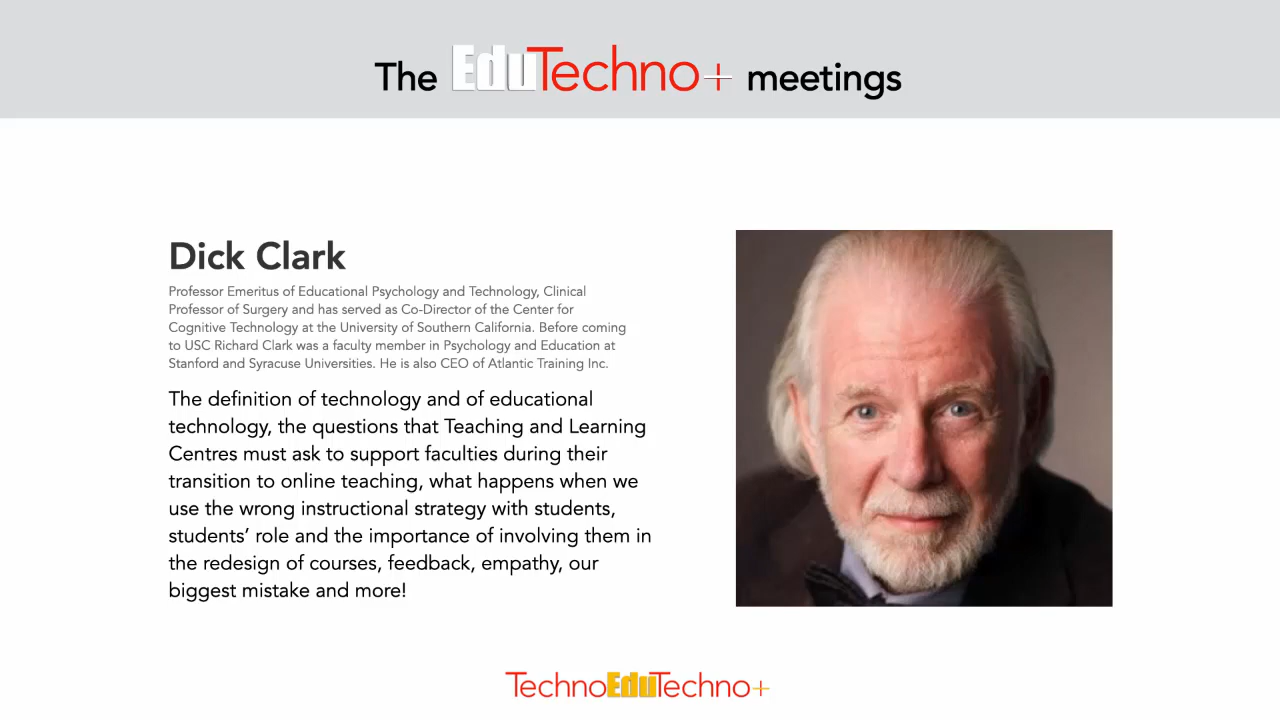 The EduTechno+ meetings
Dick Clark
Professor Emeritus of Educational Psychology and Technology, Clinical
Professor of Surgery and has served as Co-Director of the Center for
Cognitive Technology at the University of Southern California. Before coming
to USC Richard Clark was a faculty member in Psychology and Education at
Stanford and Syracuse Universities. He is also CEO of Atlantic Training Inc.
The definition of technology and of educational
technology, the questions that Teaching and Learning
Centres must ask to support faculties during their
transition to online teaching, what happens when we
use the wrong instructional strategy with students,
students’ role and the importance of involving them in
the redesign of courses, feedback, empathy, our
biggest mistake and more!
TechnoEduTechno+